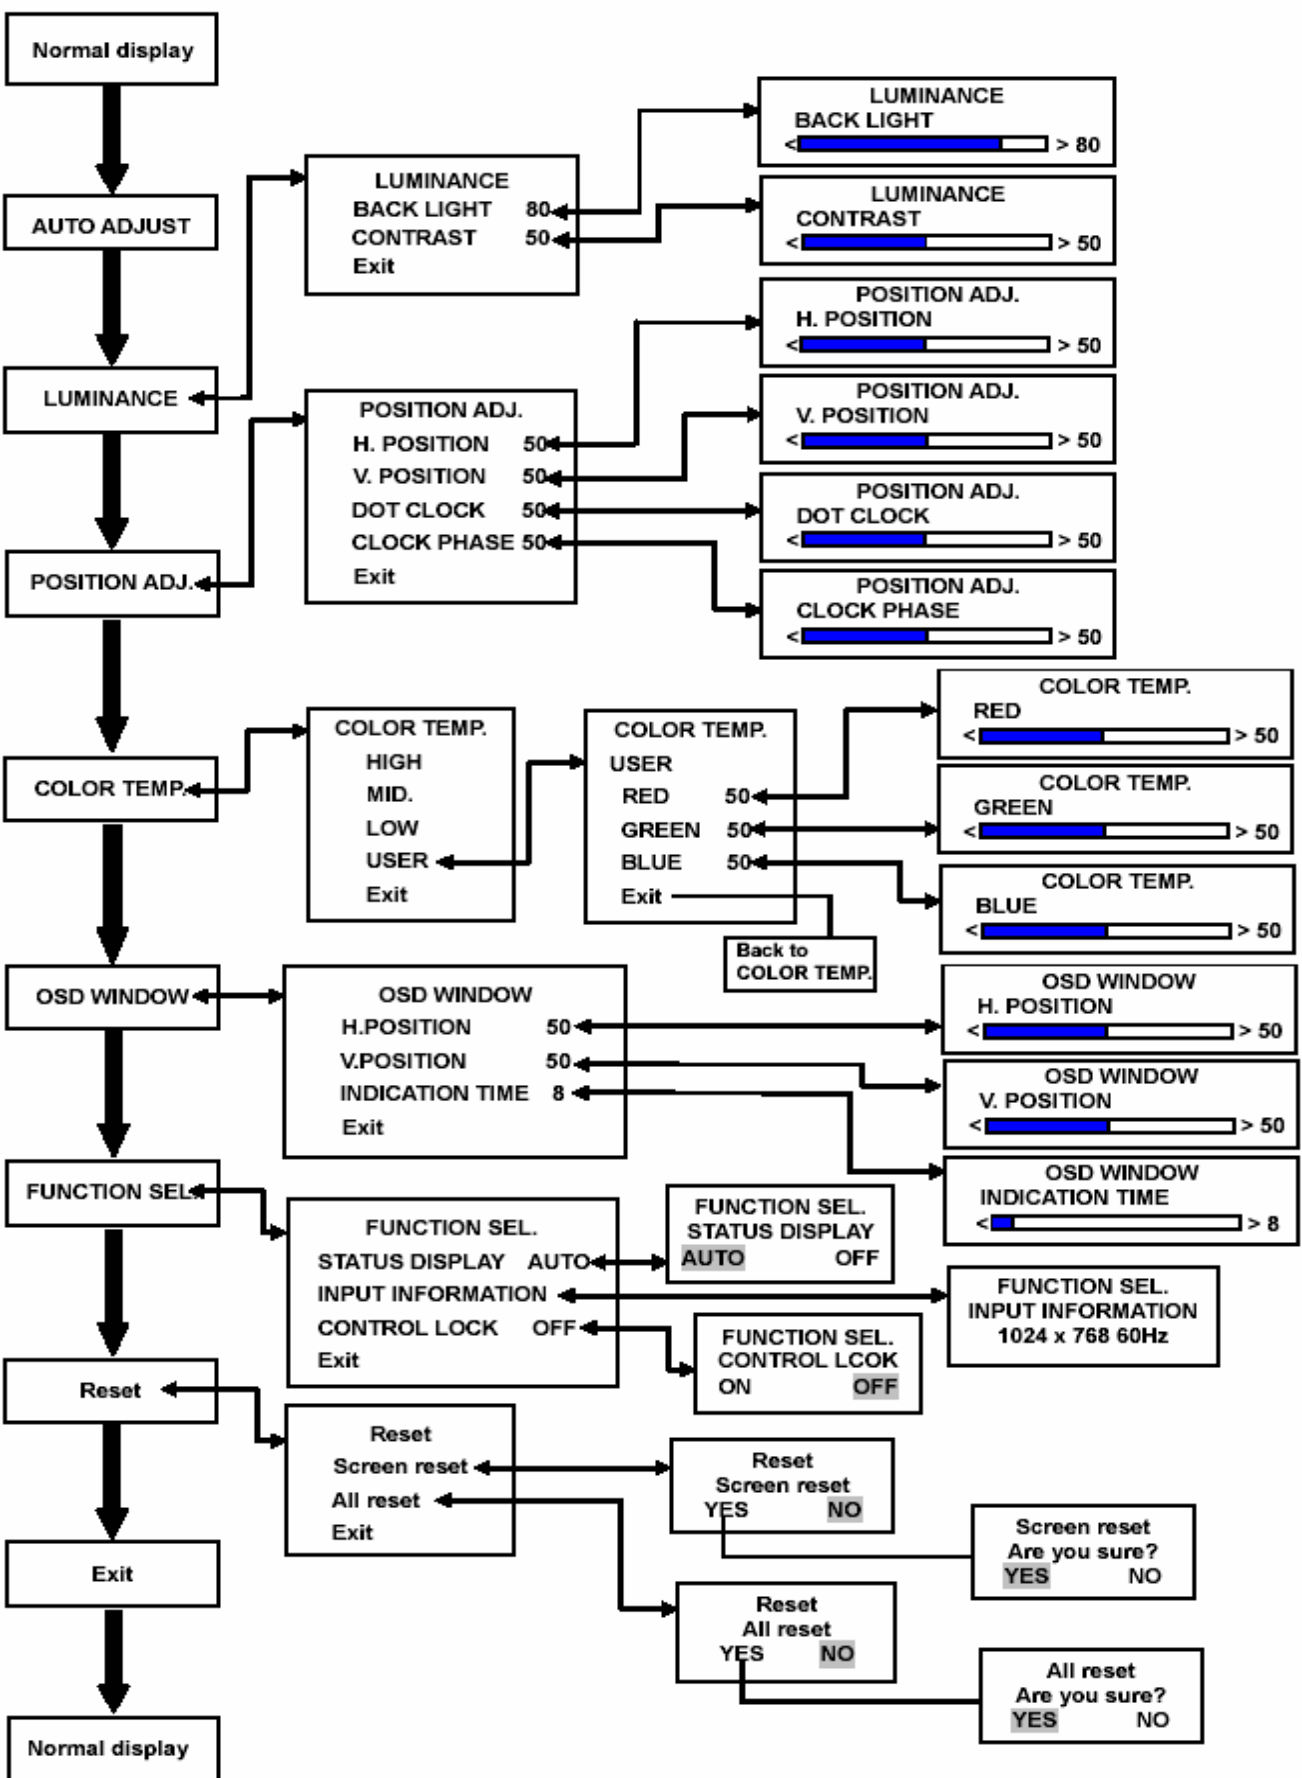 Normal display
AUTO ADJUST
LUMINANCE
POSITION ADJ.
COLOR TEMP.
OSD WINDOW
FUNCTION SEL.
Reset
Exit
Normal display
LUMINANCE
BACK LIGHT 80
CONTRAST 50
Exit
LUMINANCE
BACK LIGHT
< > 80
LUMINANCE
CONTRAST
< > 50
POSITION ADJ.
H. POSITION 50
V. POSITION 50
DOT CLOCK 50
CLOCK PHASE 50
Exit
POSITION ADJ.
H. POSITION
< > 50
POSITION ADJ.
V. POSITION
< > 50
POSITION ADJ.
DOT CLOCK
< > 50
POSITION ADJ.
CLOCK PHASE
< > 50
COLOR TEMP.
HIGH
MID.
LOW
USER
Exit
COLOR TEMP.
USER
RED 50
GREEN 50
BLUE 50
Exit
Back to
COLOR TEMP.
COLOR TEMP.
RED
< > 50
COLOR TEMP.
GREEN
< > 50
COLOR TEMP.
BLUE
< > 50
OSD WINDOW
H.POSITION 50
V.POSITION 50
INDICATION TIME 8
Exit
OSD WINDOW
H. POSITION
< > 50
OSD WINDOW
V. POSITION
< > 50
OSD WINDOW
INDICATION TIME
< > 8
FUNCTION SEL.
STATUS DISPLAY AUTO
INPUT INFORMATION
CONTROL LOCK OFF
Exit
FUNCTION SEL.
STATUS DISPLAY
AUTO OFF
FUNCTION SEL.
INPUT INFORMATION
1024 x 768 60Hz
FUNCTION SEL.
CONTROL LCOK
ON OFF
Reset
Screen reset
All reset
Exit
Reset
Screen reset
YES NO
Screen reset
Are you sure?
YES NO
Reset
All reset
YES NO
All reset
Are you sure?
YES NO